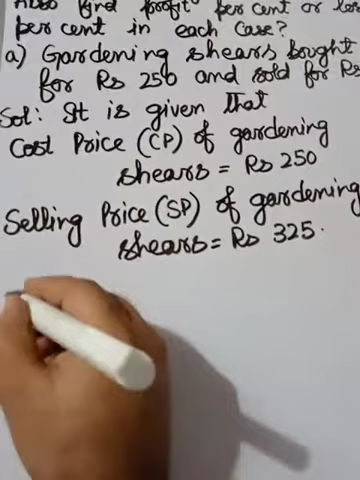 Also find profit per cent or loss
per cent in each case?
a) Gardening shears bought
for Rs 250 and sold for Rs
Sol: It is given that
Cost Price (CP) of gardening
shears = Rs 250
Selling Price (SP) of gardening
shears = Rs 325.